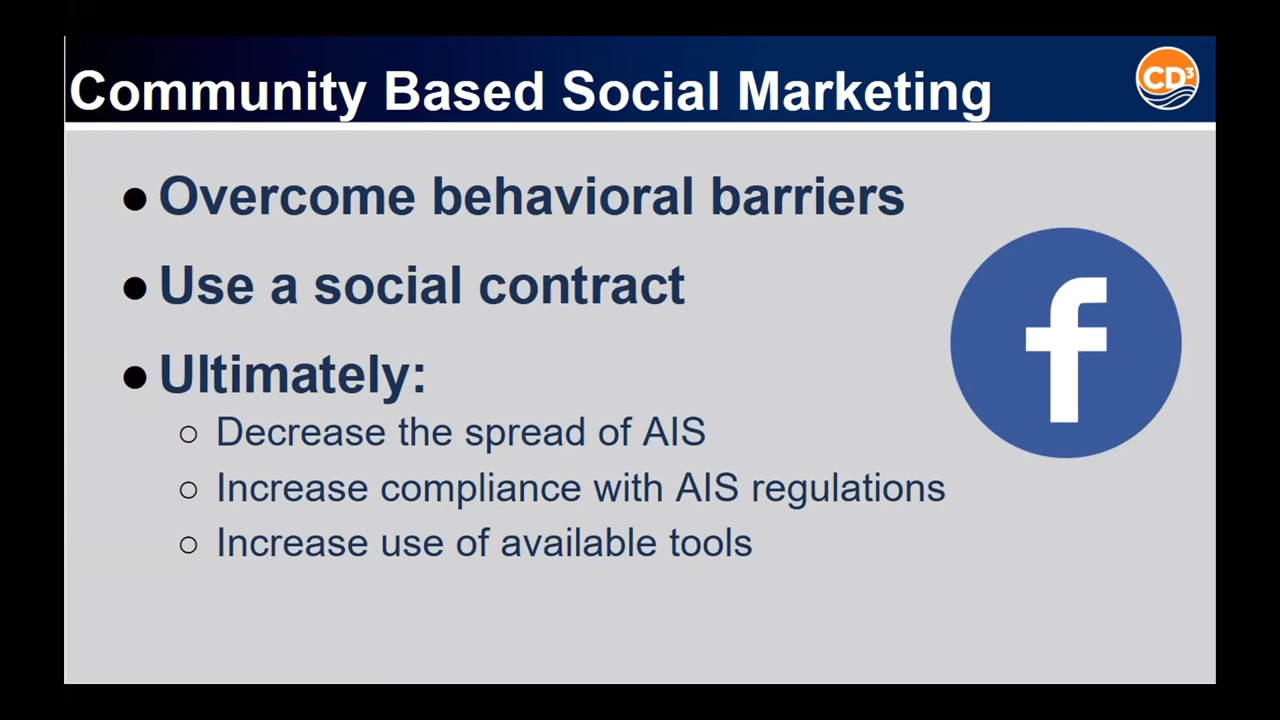 Community Based Social Marketing
CD3
● Overcome behavioral barriers
● Use a social contract
● Ultimately:
○ Decrease the spread of AIS
○ Increase compliance with AIS regulations
○ Increase use of available tools
f